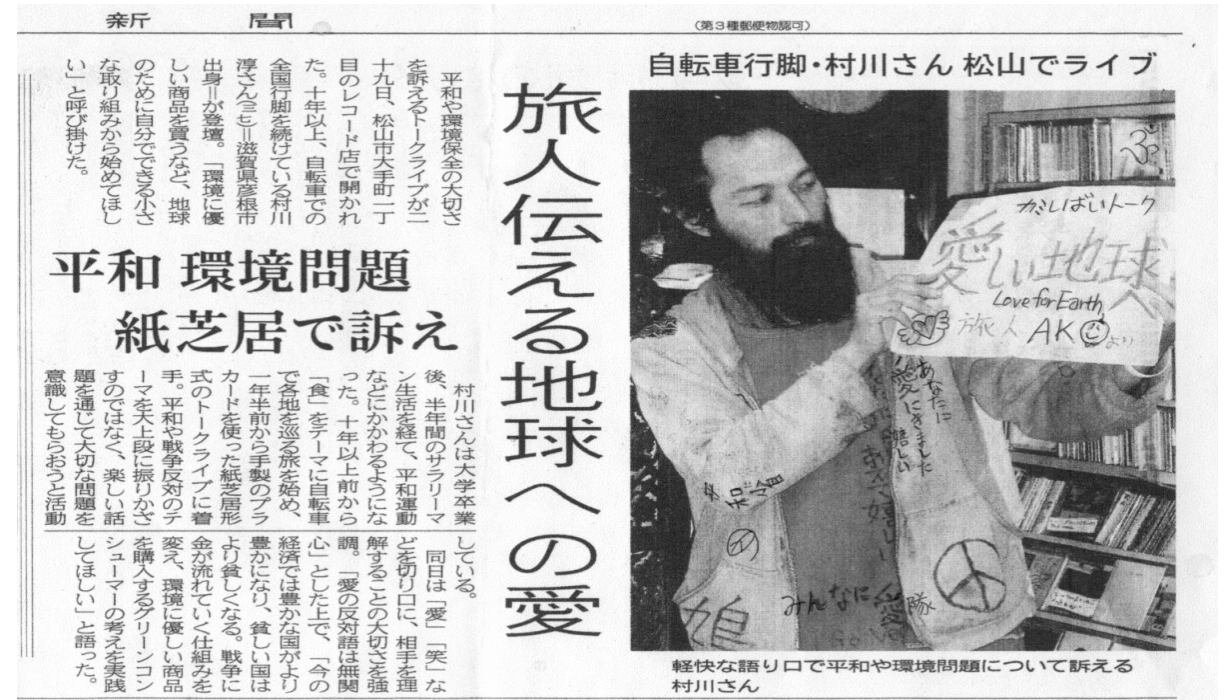 新聞
(第3種郵便物認可)
自転車行脚・村川さん 松山でライブ
旅人伝える地球への愛
平和 環境問題
紙芝居で訴え
平和や環境保全の大切さ
を訴えるトークライブが二
十九日、松山市大手町一丁
目のレコード店で開かれ
た。十年以上、自転車での
全国行脚を続けている村川
淳さん(三七)=滋賀県彦根市
出身=が登壇。「環境に優
しい商品を買うなど、地球
のために自分でできる小さ
な取り組みから始めてほし
い」と呼び掛けた。
村川さんは大学卒業
後、半年間のサラリーマ
ン生活を経て、平和運動
などにかかわるようにな
った。十年以上前から
「食」をテーマに自転車
で各地を巡る旅を始め、
一年半前から手製のプラ
カードを使った紙芝居形
式のトークライブに着
手。平和や戦争反対のテ
ーマを大上段に振りかざ
すのではなく、楽しい話
題を通じて大切な問題を
意識してもらおうと活動
している。
同日は「愛」「笑」な
どを切り口に、相手を理
解することの大切さを強
調。「愛の反対語は無関
心」とした上で、「今の
経済では豊かな国がより
豊かになり、貧しい国は
より貧しくなる。戦争に
金が流れていく仕組みを
変え、環境に優しい商品
を購入するグリーンコン
シューマーの考えを実践
してほしい」と語った。
ぷ
がしばいトーク
愛しい地球へ
Love for Earth
旅人 AK より
あなたに
愛にきました
嬉しい
みんなに愛隊
軽快な語り口で平和や環境問題について訴える
村川さん